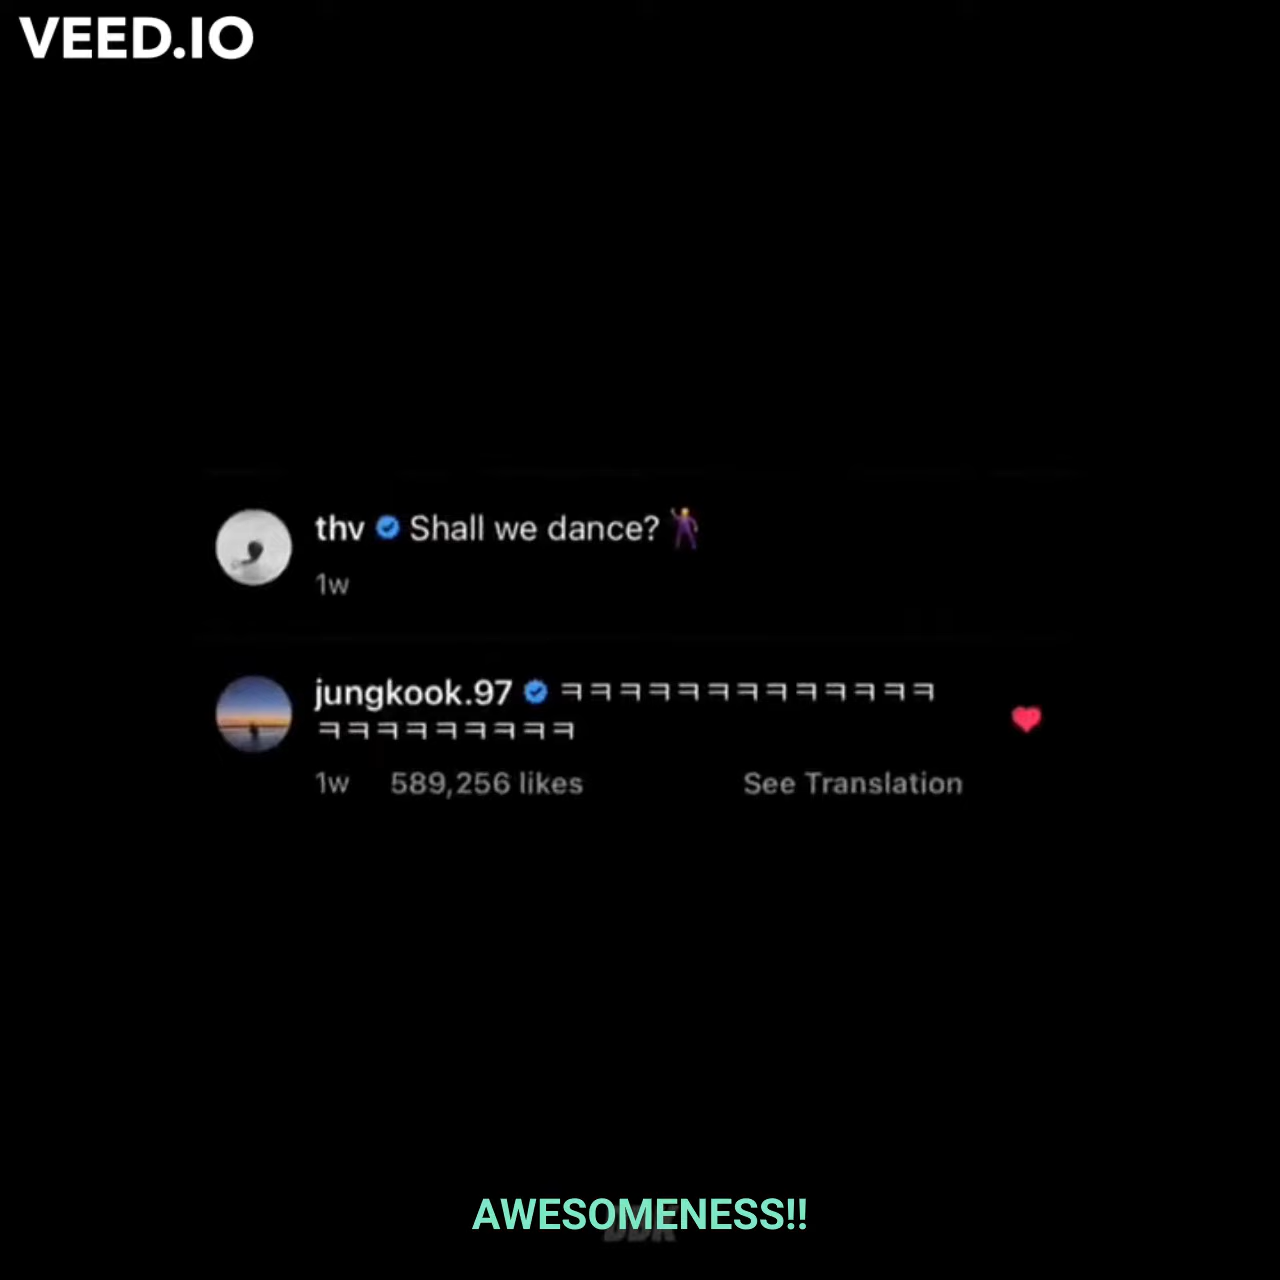 VEED.IO
thv Shall we dance? 🕺
1w
jungkook.97 ㅋㅋㅋㅋㅋㅋㅋㅋㅋㅋㅋㅋㅋ
ㅋㅋㅋㅋㅋㅋㅋㅋㅋ
1w 589,256 likes See Translation
AWESOMENESS!!